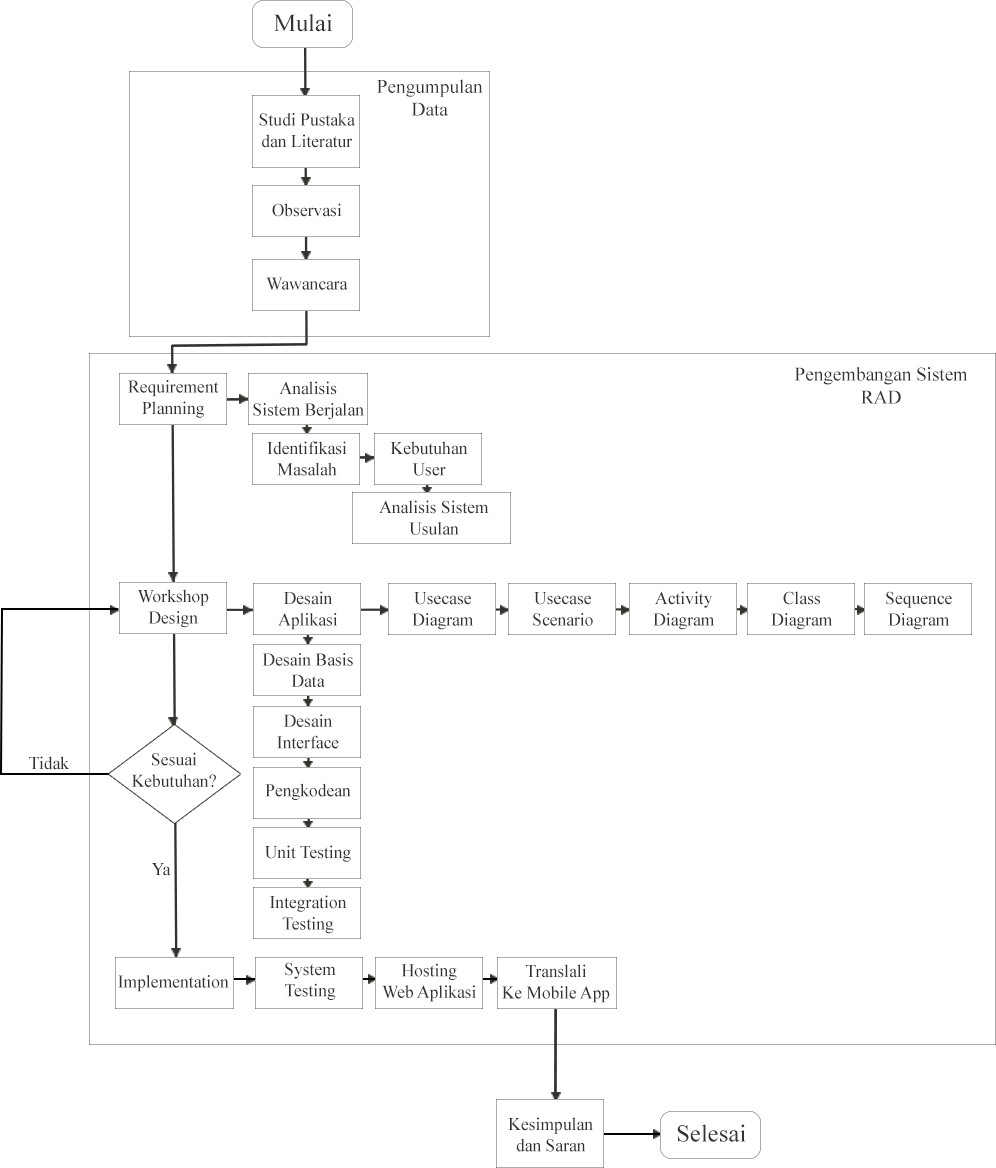 Mulai
Pengumpulan
Data
Studi Pustaka
dan Literatur
Observasi
Wawancara
Pengembangan Sistem
RAD
Requirement
Planning
Analisis
Sistem Berjalan
Identifikasi
Masalah
Kebutuhan
User
Analisis Sistem
Usulan
Workshop
Design
Desain
Aplikasi
Usecase
Diagram
Usecase
Scenario
Activity
Diagram
Class
Diagram
Sequence
Diagram
Desain Basis
Data
Desain
Interface
Tidak
Sesuai
Kebutuhan?
Pengkodean
Unit Testing
Ya
Integration
Testing
Implementation
System
Testing
Hosting
Web Aplikasi
Translali
Ke Mobile App
Kesimpulan
dan Saran
Selesai